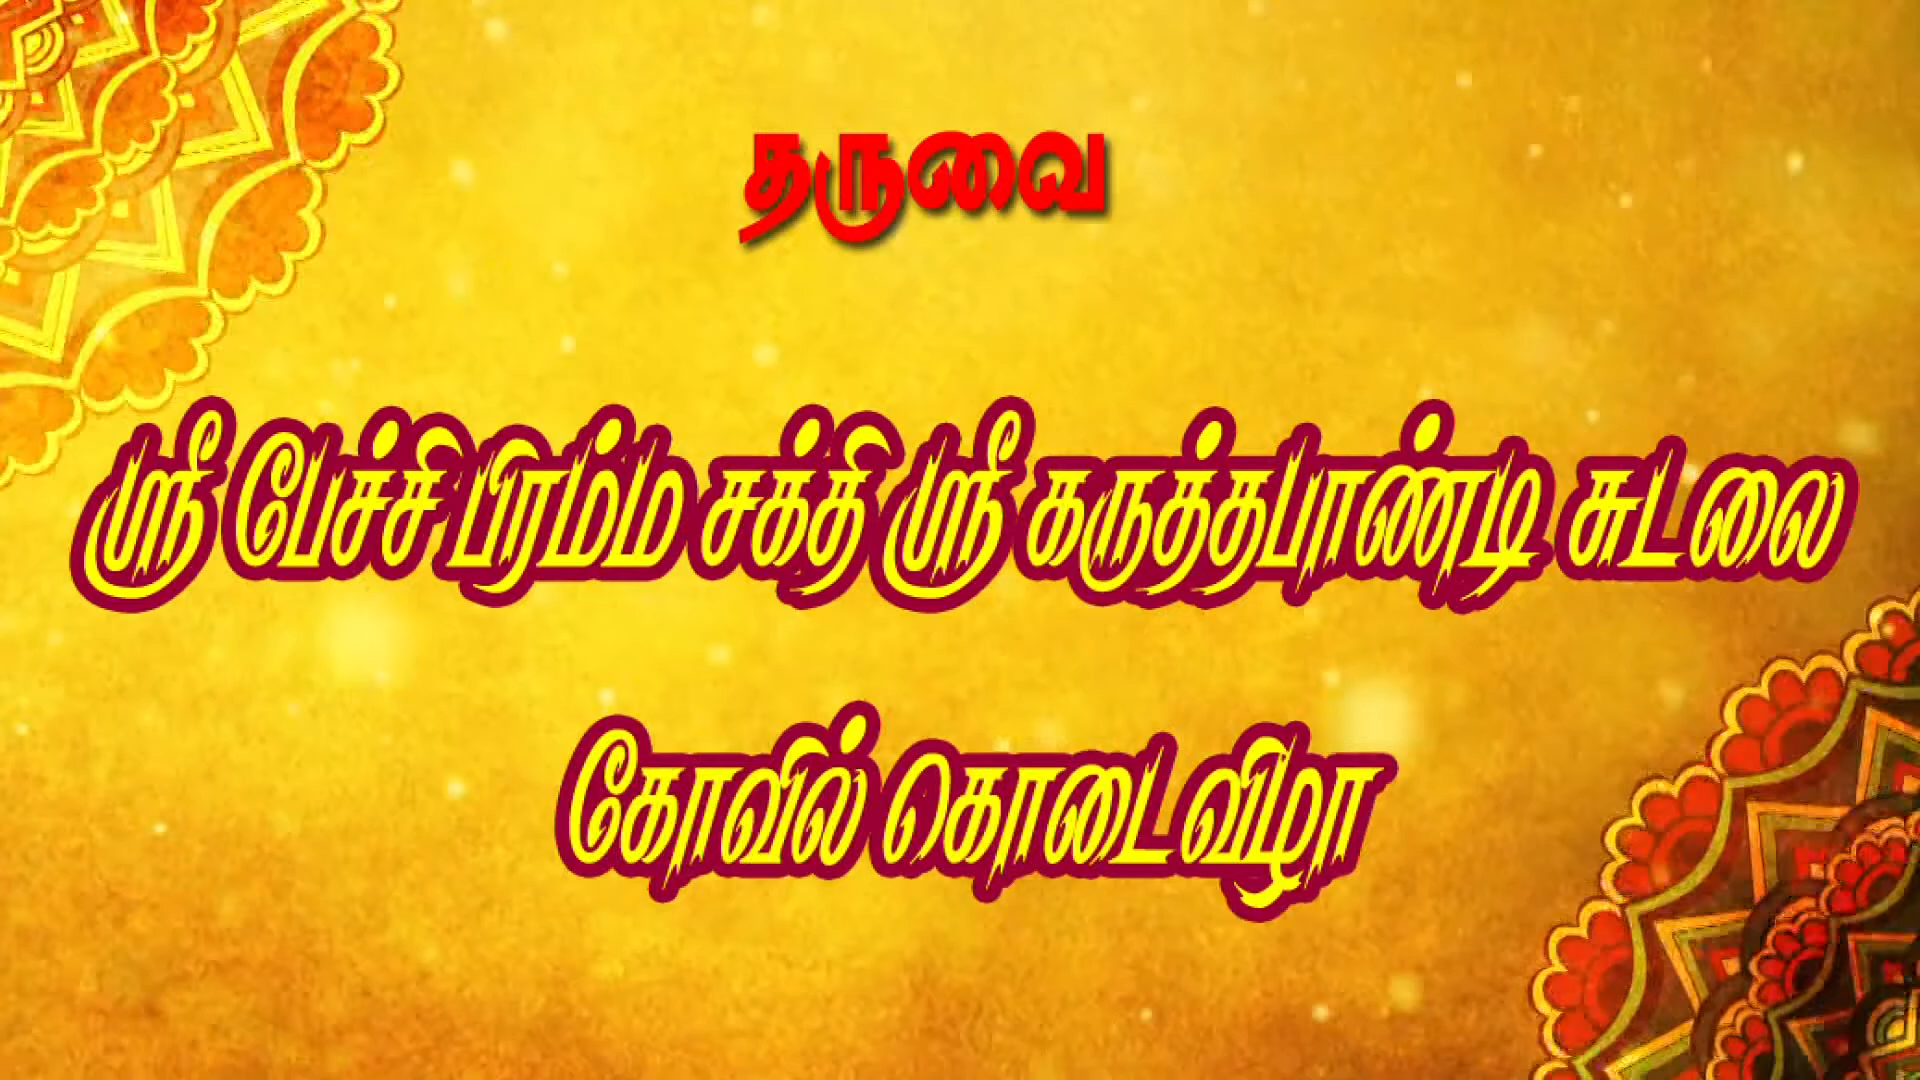 தருவை
ஸ்ரீ பேச்சி பிரம்ம சக்தி ஸ்ரீ கருத்தபாண்டி சுடலை
கோவில் கொடைவிழா